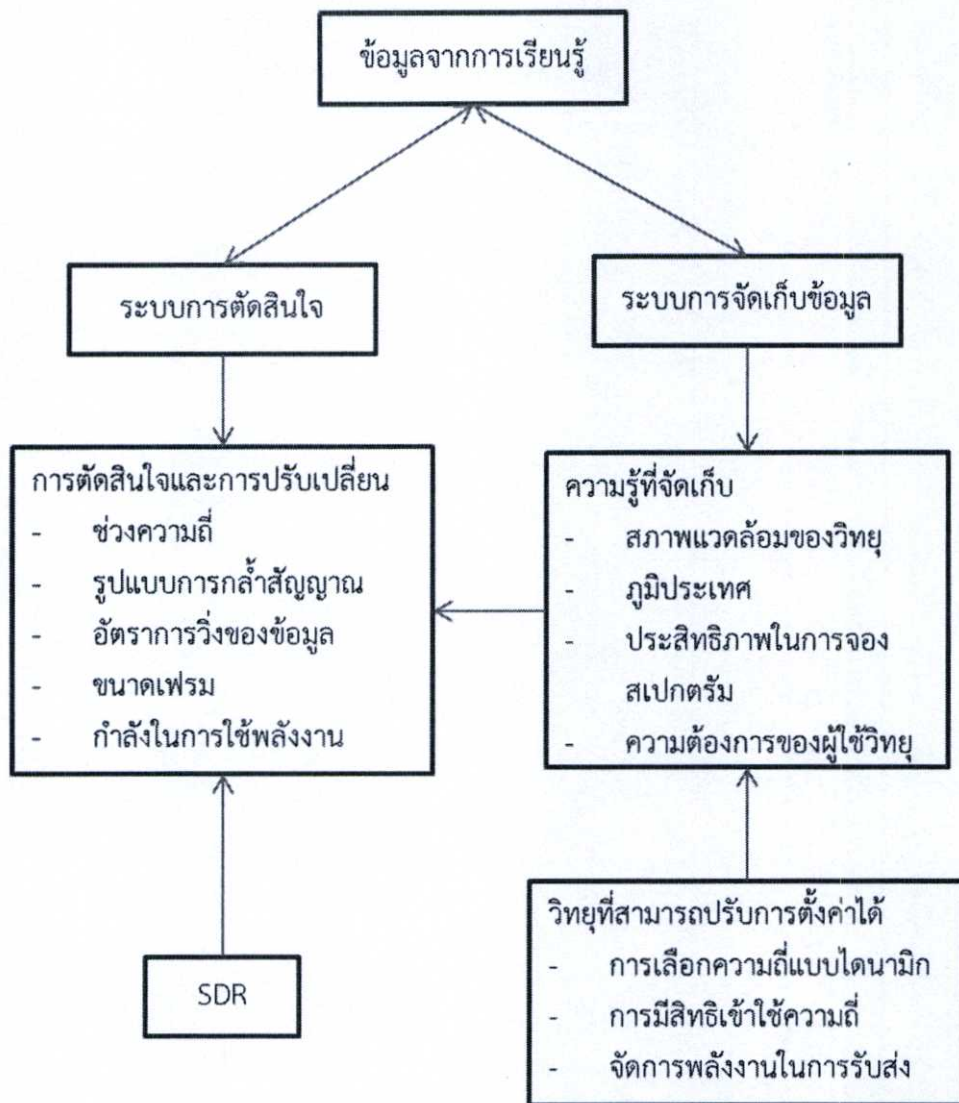 ข้อมูลจากการเรียนรู้
ระบบการตัดสินใจ
ระบบการจัดเก็บข้อมูล
การตัดสินใจและการปรับเปลี่ยน
- ช่วงความถี่
- รูปแบบการกล้ำสัญญาณ
- อัตราการวิ่งของข้อมูล
- ขนาดเฟรม
- กำลังในการใช้พลังงาน
ความรู้ที่จัดเก็บ
- สภาพแวดล้อมของวิทยุ
- ภูมิประเทศ
- ประสิทธิภาพในการจอง
สเปกตรัม
- ความต้องการของผู้ใช้วิทยุ
SDR
วิทยุที่สามารถปรับการตั้งค่าได้
- การเลือกความถี่แบบไดนามิก
- การมีสิทธิเข้าใช้ความถี่
- จัดการพลังงานในการรับส่ง